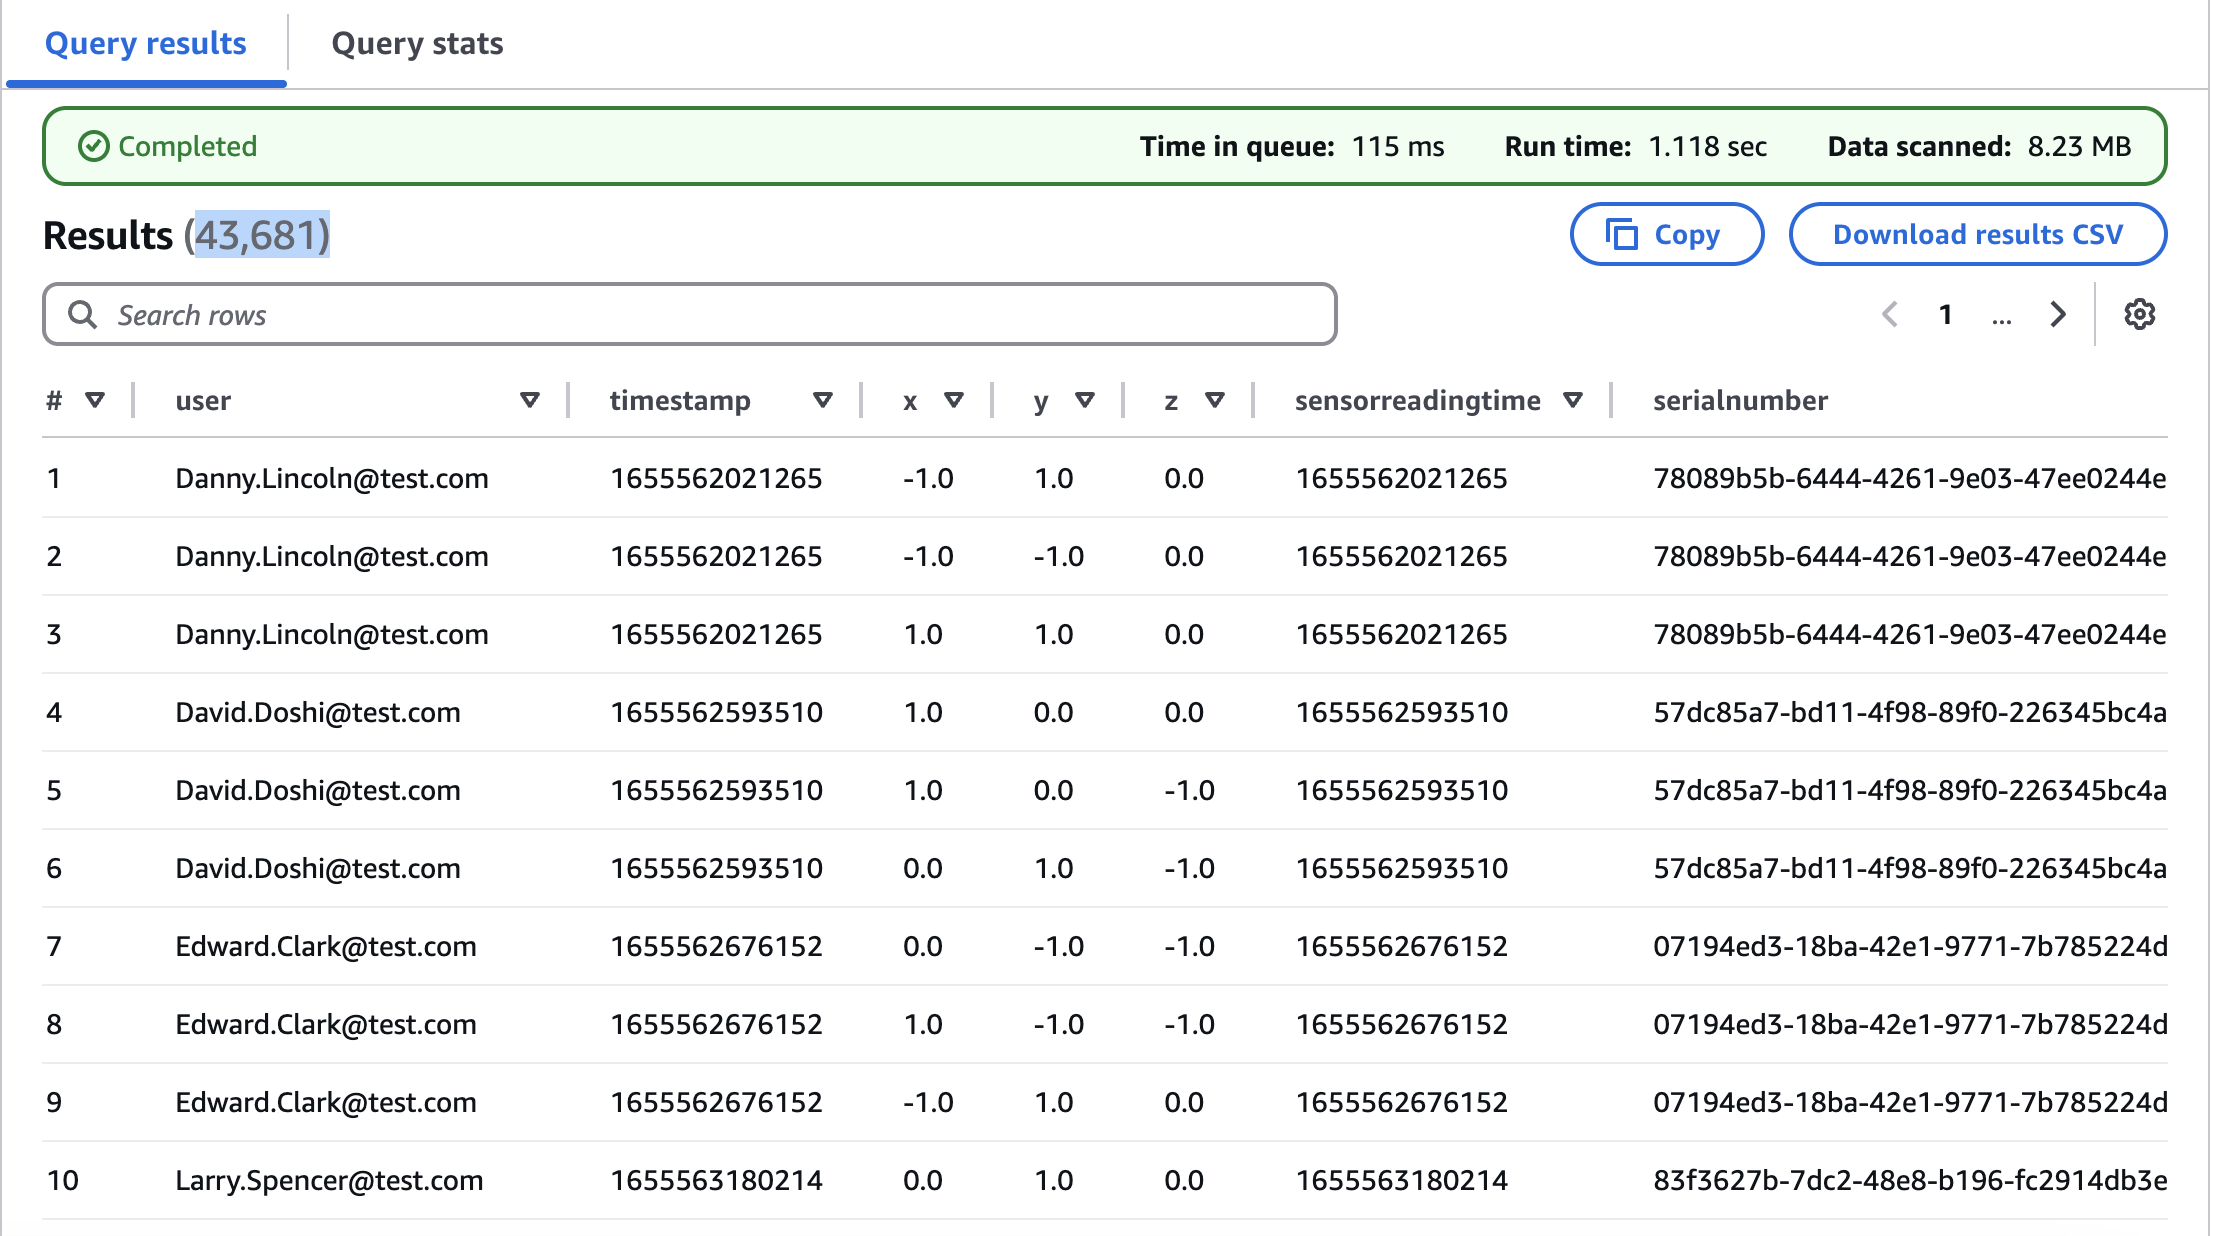 Query results Query stats
Completed Time in queue: 115 ms Run time: 1.118 sec Data scanned: 8.23 MB
Results (43,681) Copy Download results CSV
Search rows 1 ...
# user timestamp x y z sensorreadingtime serialnumber
1 Danny.Lincoln@test.com 1655562021265 -1.0 1.0 0.0 1655562021265 78089b5b-6444-4261-9e03-47ee0244e
2 Danny.Lincoln@test.com 1655562021265 -1.0 -1.0 0.0 1655562021265 78089b5b-6444-4261-9e03-47ee0244e
3 Danny.Lincoln@test.com 1655562021265 1.0 1.0 0.0 1655562021265 78089b5b-6444-4261-9e03-47ee0244e
4 David.Doshi@test.com 1655562593510 1.0 0.0 0.0 1655562593510 57dc85a7-bd11-4f98-89f0-226345bc4a
5 David.Doshi@test.com 1655562593510 1.0 0.0 -1.0 1655562593510 57dc85a7-bd11-4f98-89f0-226345bc4a
6 David.Doshi@test.com 1655562593510 0.0 1.0 -1.0 1655562593510 57dc85a7-bd11-4f98-89f0-226345bc4a
7 Edward.Clark@test.com 1655562676152 0.0 -1.0 -1.0 1655562676152 07194ed3-18ba-42e1-9771-7b785224d
8 Edward.Clark@test.com 1655562676152 1.0 -1.0 -1.0 1655562676152 07194ed3-18ba-42e1-9771-7b785224d
9 Edward.Clark@test.com 1655562676152 -1.0 1.0 0.0 1655562676152 07194ed3-18ba-42e1-9771-7b785224d
10 Larry.Spencer@test.com 1655563180214 0.0 1.0 0.0 1655563180214 83f3627b-7dc2-48e8-b196-fc2914db3e